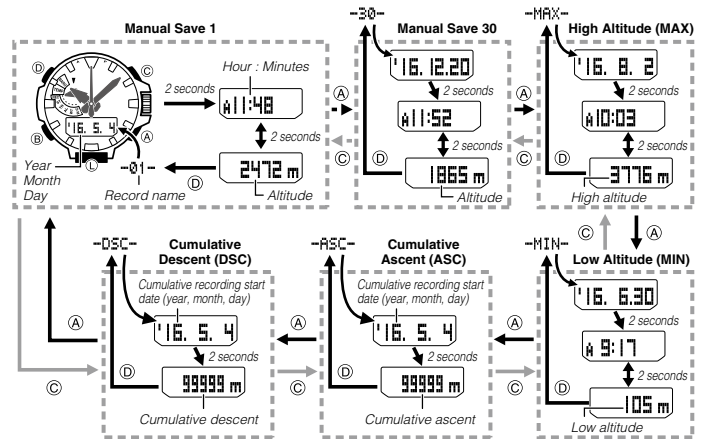 Manual Save 1
Hour : Minutes
D
C
B
A
L
2 seconds
A 11:48
2 seconds
'16. 5. 4
2472 m
Altitude
Year
Month
Day
-01-
Record name
D
A
C
-30-
Manual Save 30
'16. 12.20
2 seconds
A 11:52
2 seconds
D
1865 m
Altitude
A
C
-MAX-
High Altitude (MAX)
'16. 8. 2
2 seconds
A 10:03
2 seconds
D
3776 m
High altitude
C
A
-MIN-
Low Altitude (MIN)
'16. 6.30
2 seconds
A 9:17
2 seconds
D
105 m
Low altitude
A
C
-ASC-
Cumulative
Ascent (ASC)
Cumulative recording start
date (year, month, day)
'16. 5. 4
2 seconds
D
99999 m
Cumulative ascent
A
C
-DSC-
Cumulative
Descent (DSC)
Cumulative recording start
date (year, month, day)
'16. 5. 4
2 seconds
D
99999 m
Cumulative descent
A
C